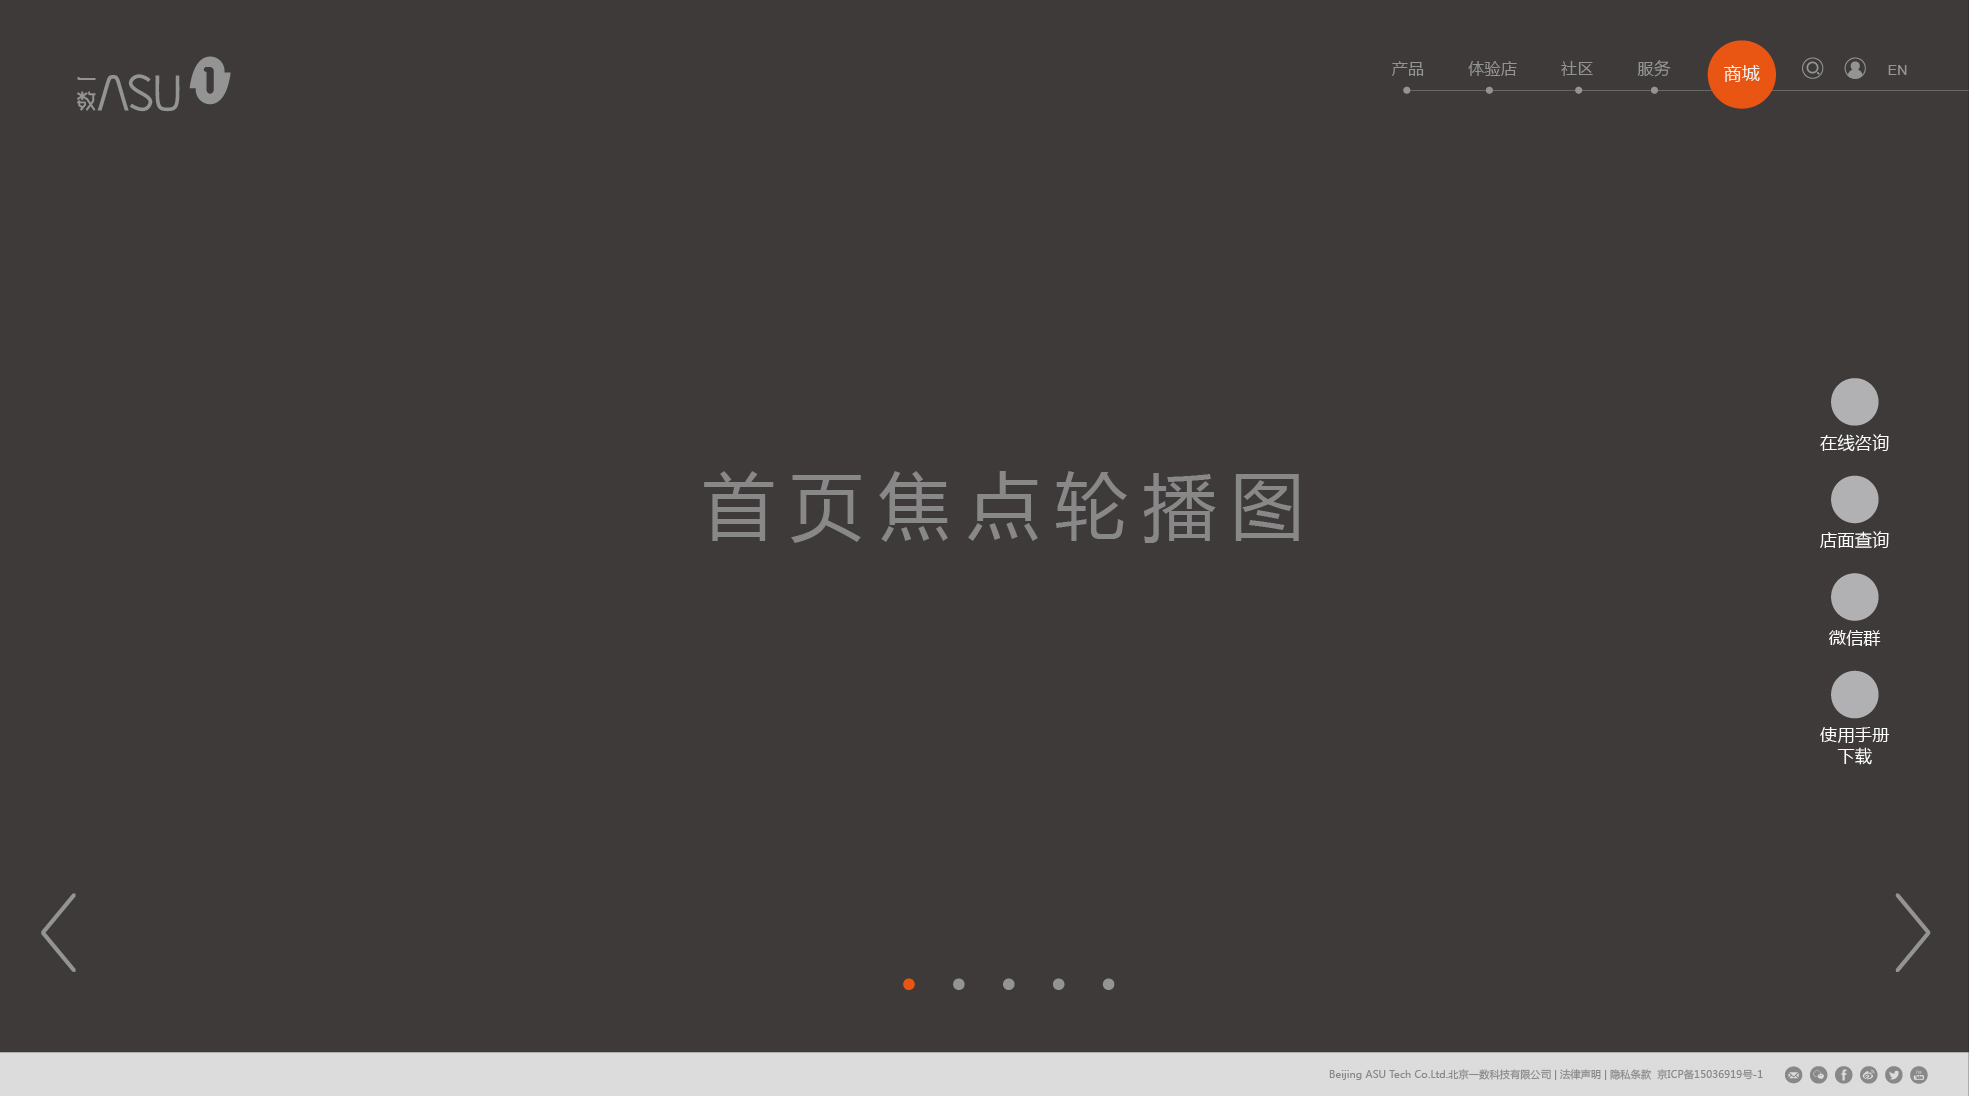 一数 ASU
产品 体验店 社区 服务 商城 EN
首页焦点轮播图
在线咨询
店面查询
微信群
使用手册
下载
Beijing ASU Tech Co.Ltd.北京一数科技有限公司 | 法律声明 | 隐私条款 京ICP备15036919号-1